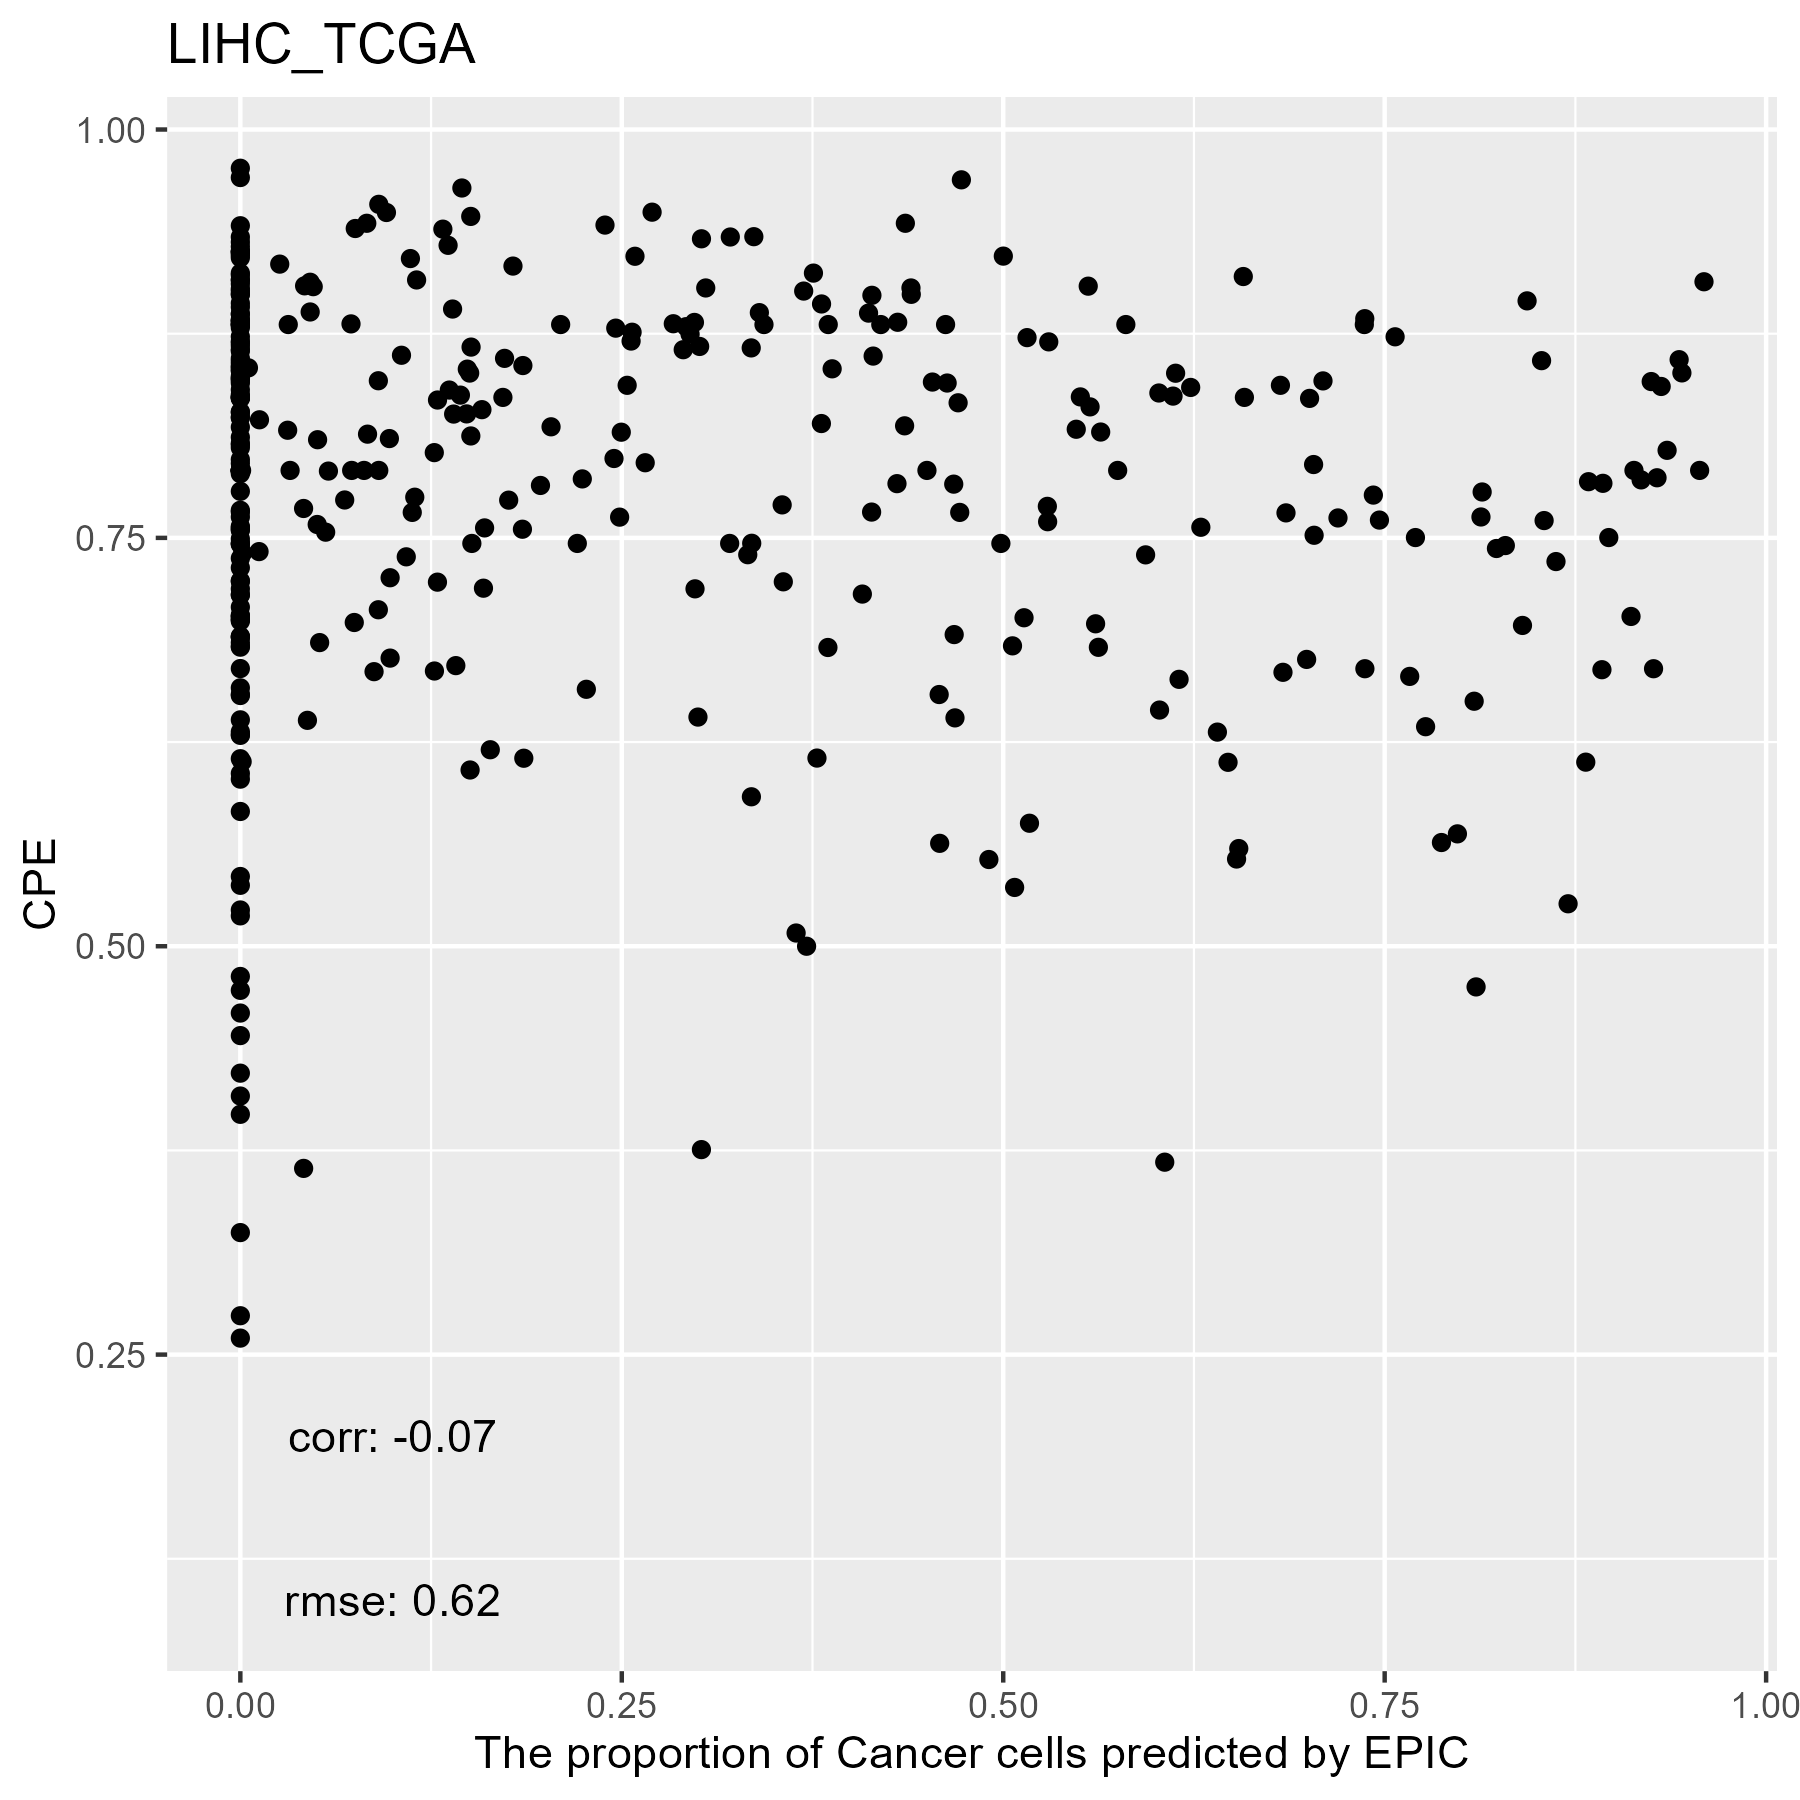 LIHC_TCGA
1.00
0.75
0.50
0.25
CPE
corr: -0.07
rmse: 0.62
0.00 0.25 0.50 0.75 1.00
The proportion of Cancer cells predicted by EPIC